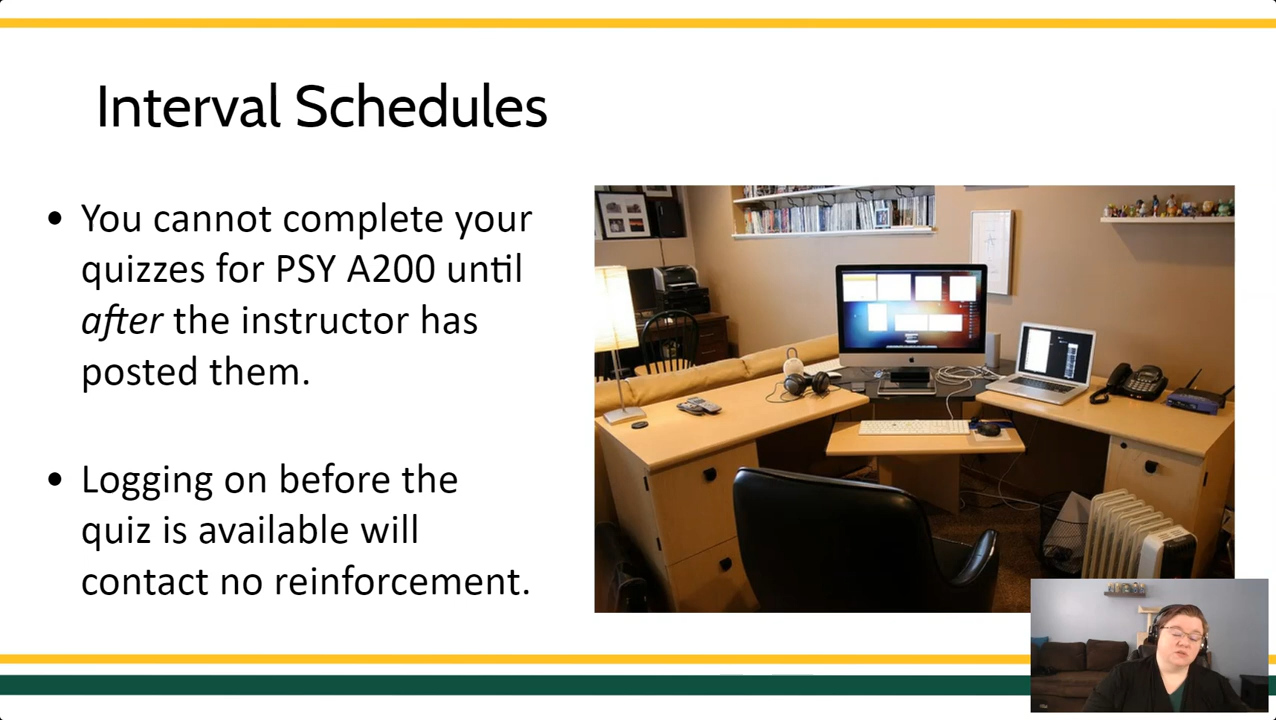 Interval Schedules
• You cannot complete your
quizzes for PSY A200 until
after the instructor has
posted them.
• Logging on before the
quiz is available will
contact no reinforcement.